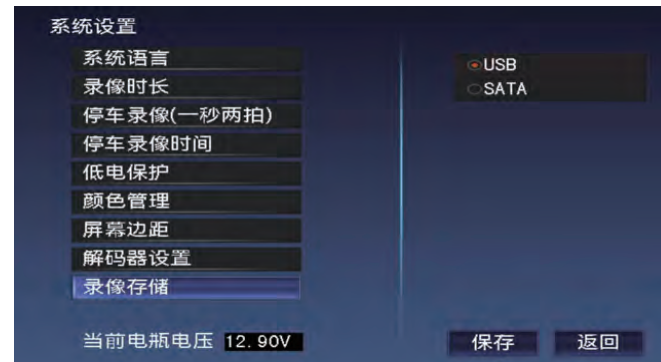 系统设置
系统语言
录像时长
停车录像(一秒两拍)
停车录像时间
低电保护
颜色管理
屏幕边距
解码器设置
录像存储
USB
SATA
当前电瓶电压 12.90V
保存 返回